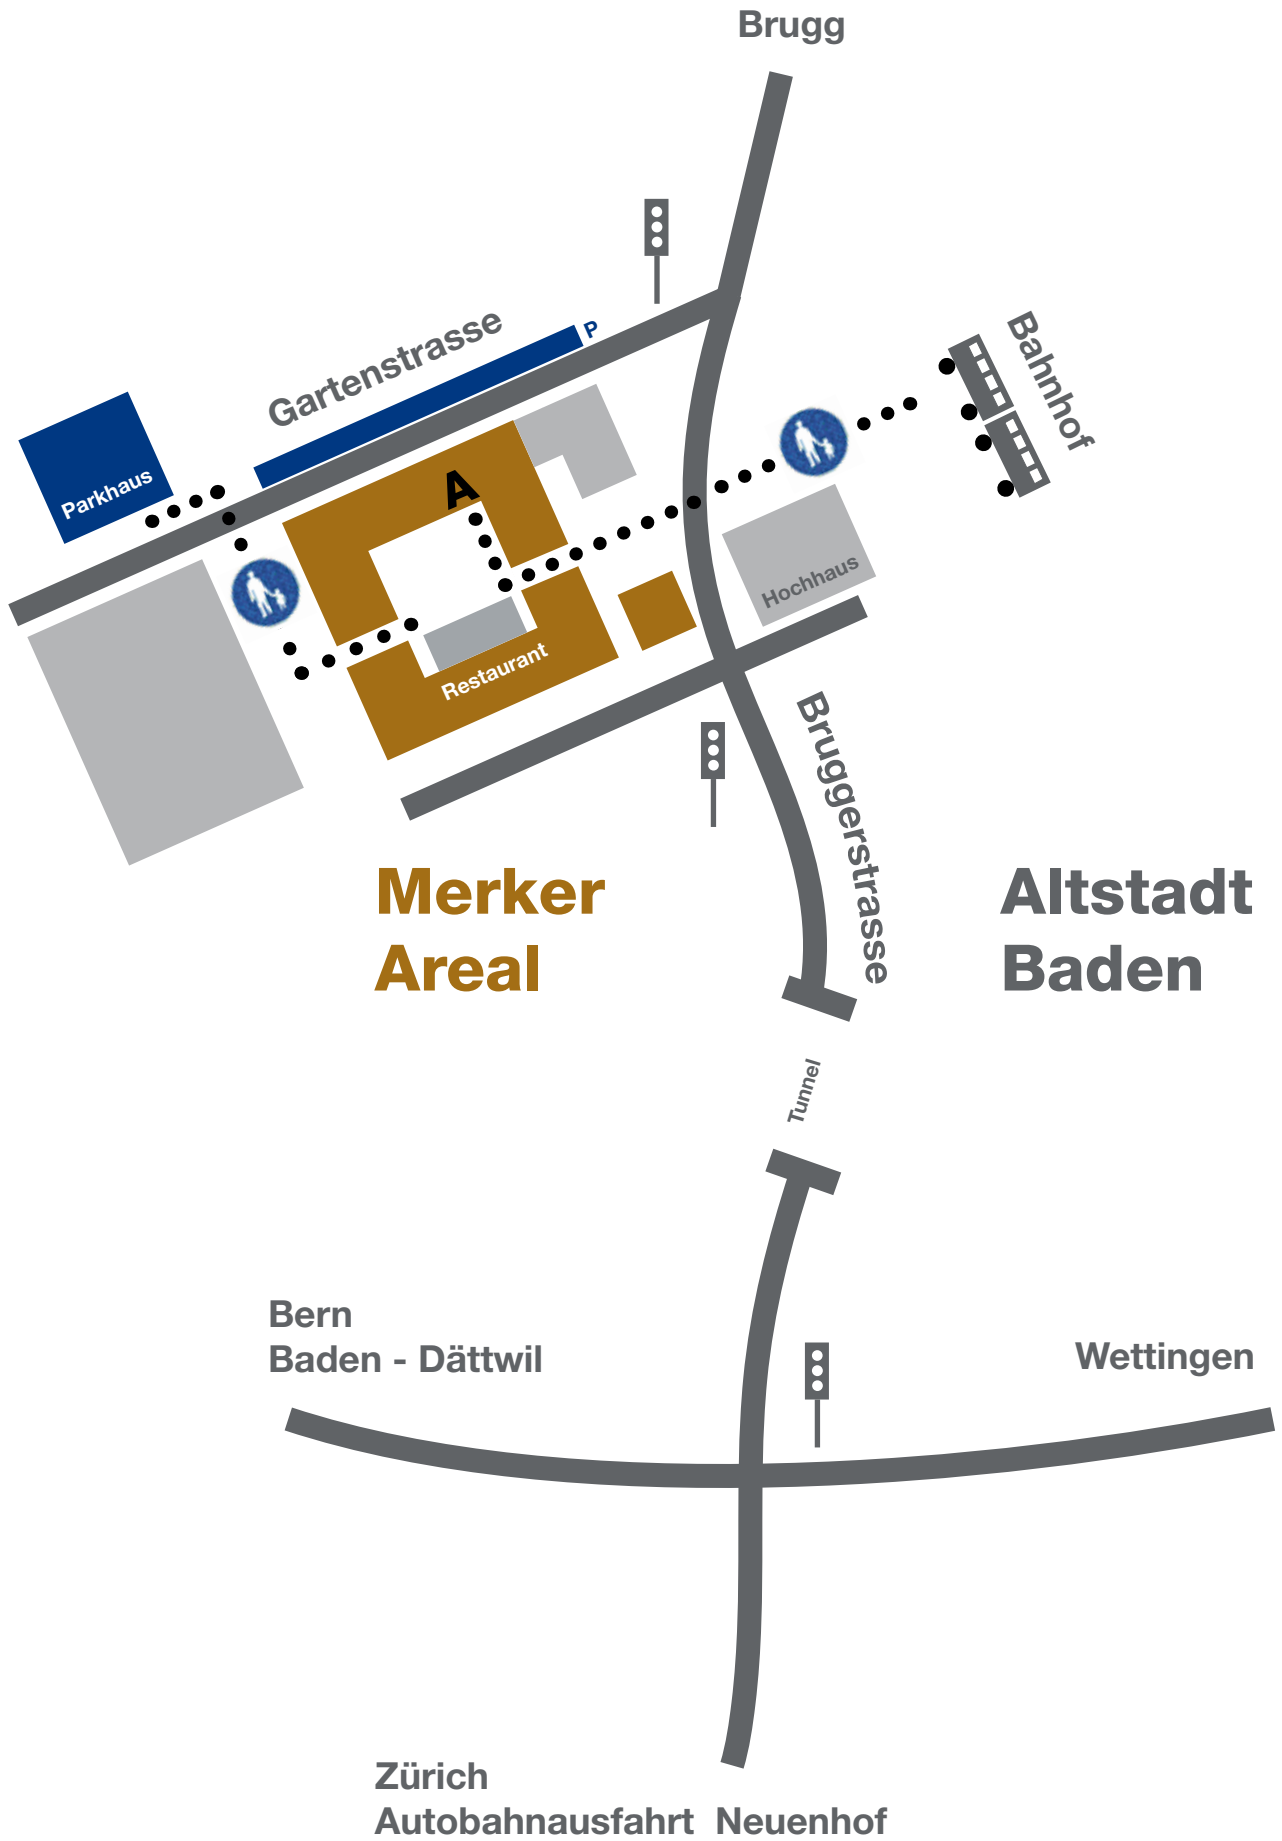 Brugg
Gartenstrasse
P
Bahnhof
Parkhaus
A
Hochhaus
Restaurant
Bruggerstrasse
Merker
Areal
Altstadt
Baden
Tunnel
Bern
Baden - Dättwil
Wettingen
Zürich
Autobahnausfahrt Neuenhof